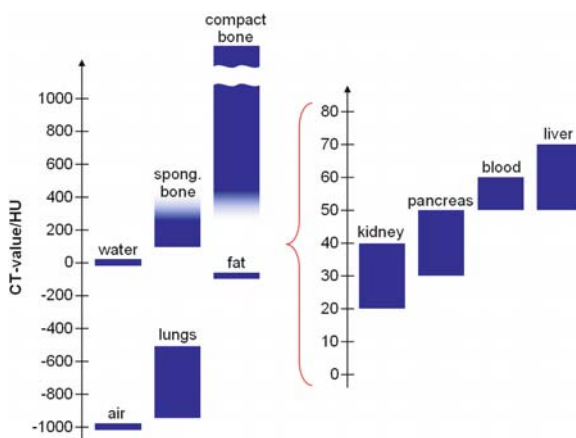 compact
bone
1000
800
600
400
200
0
-200
-400
-600
-800
-1000
CT-value/HU
spong.
bone
water
fat
lungs
air
80
70
60
50
40
30
20
10
0
liver
blood
pancreas
kidney